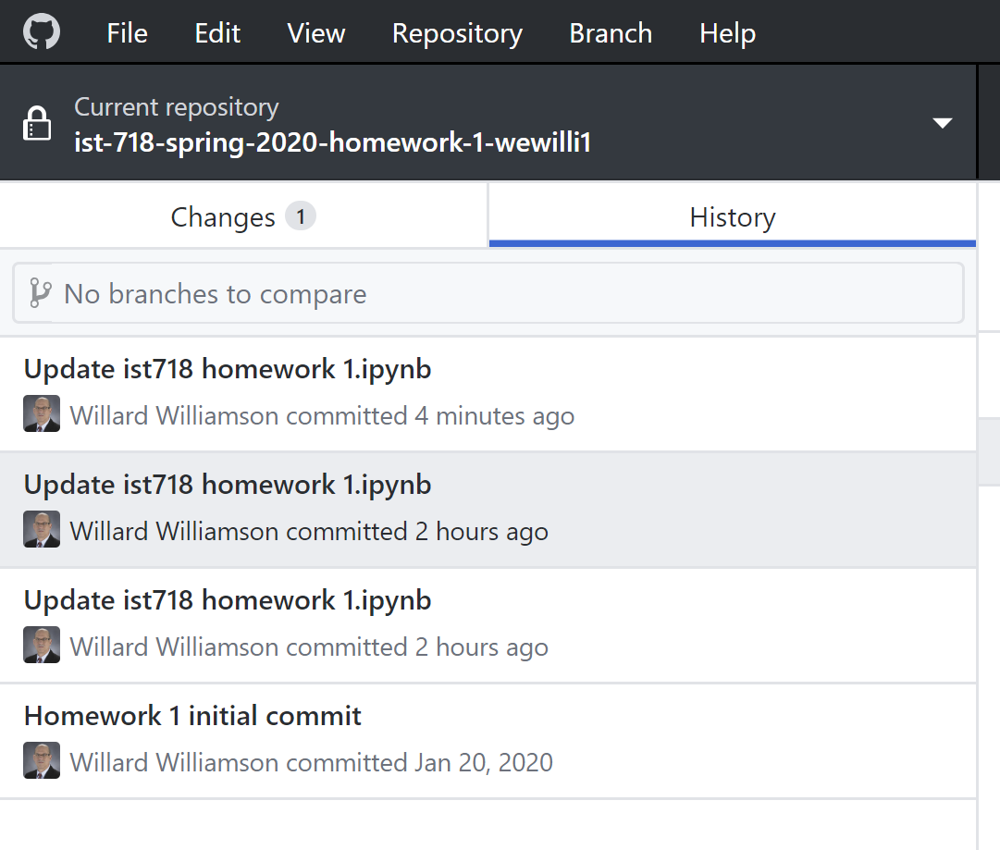 File Edit View Repository Branch Help
Current repository
ist-718-spring-2020-homework-1-wewilli1
Changes 1 History
No branches to compare
Update ist718 homework 1.ipynb
Willard Williamson committed 4 minutes ago
Update ist718 homework 1.ipynb
Willard Williamson committed 2 hours ago
Update ist718 homework 1.ipynb
Willard Williamson committed 2 hours ago
Homework 1 initial commit
Willard Williamson committed Jan 20, 2020